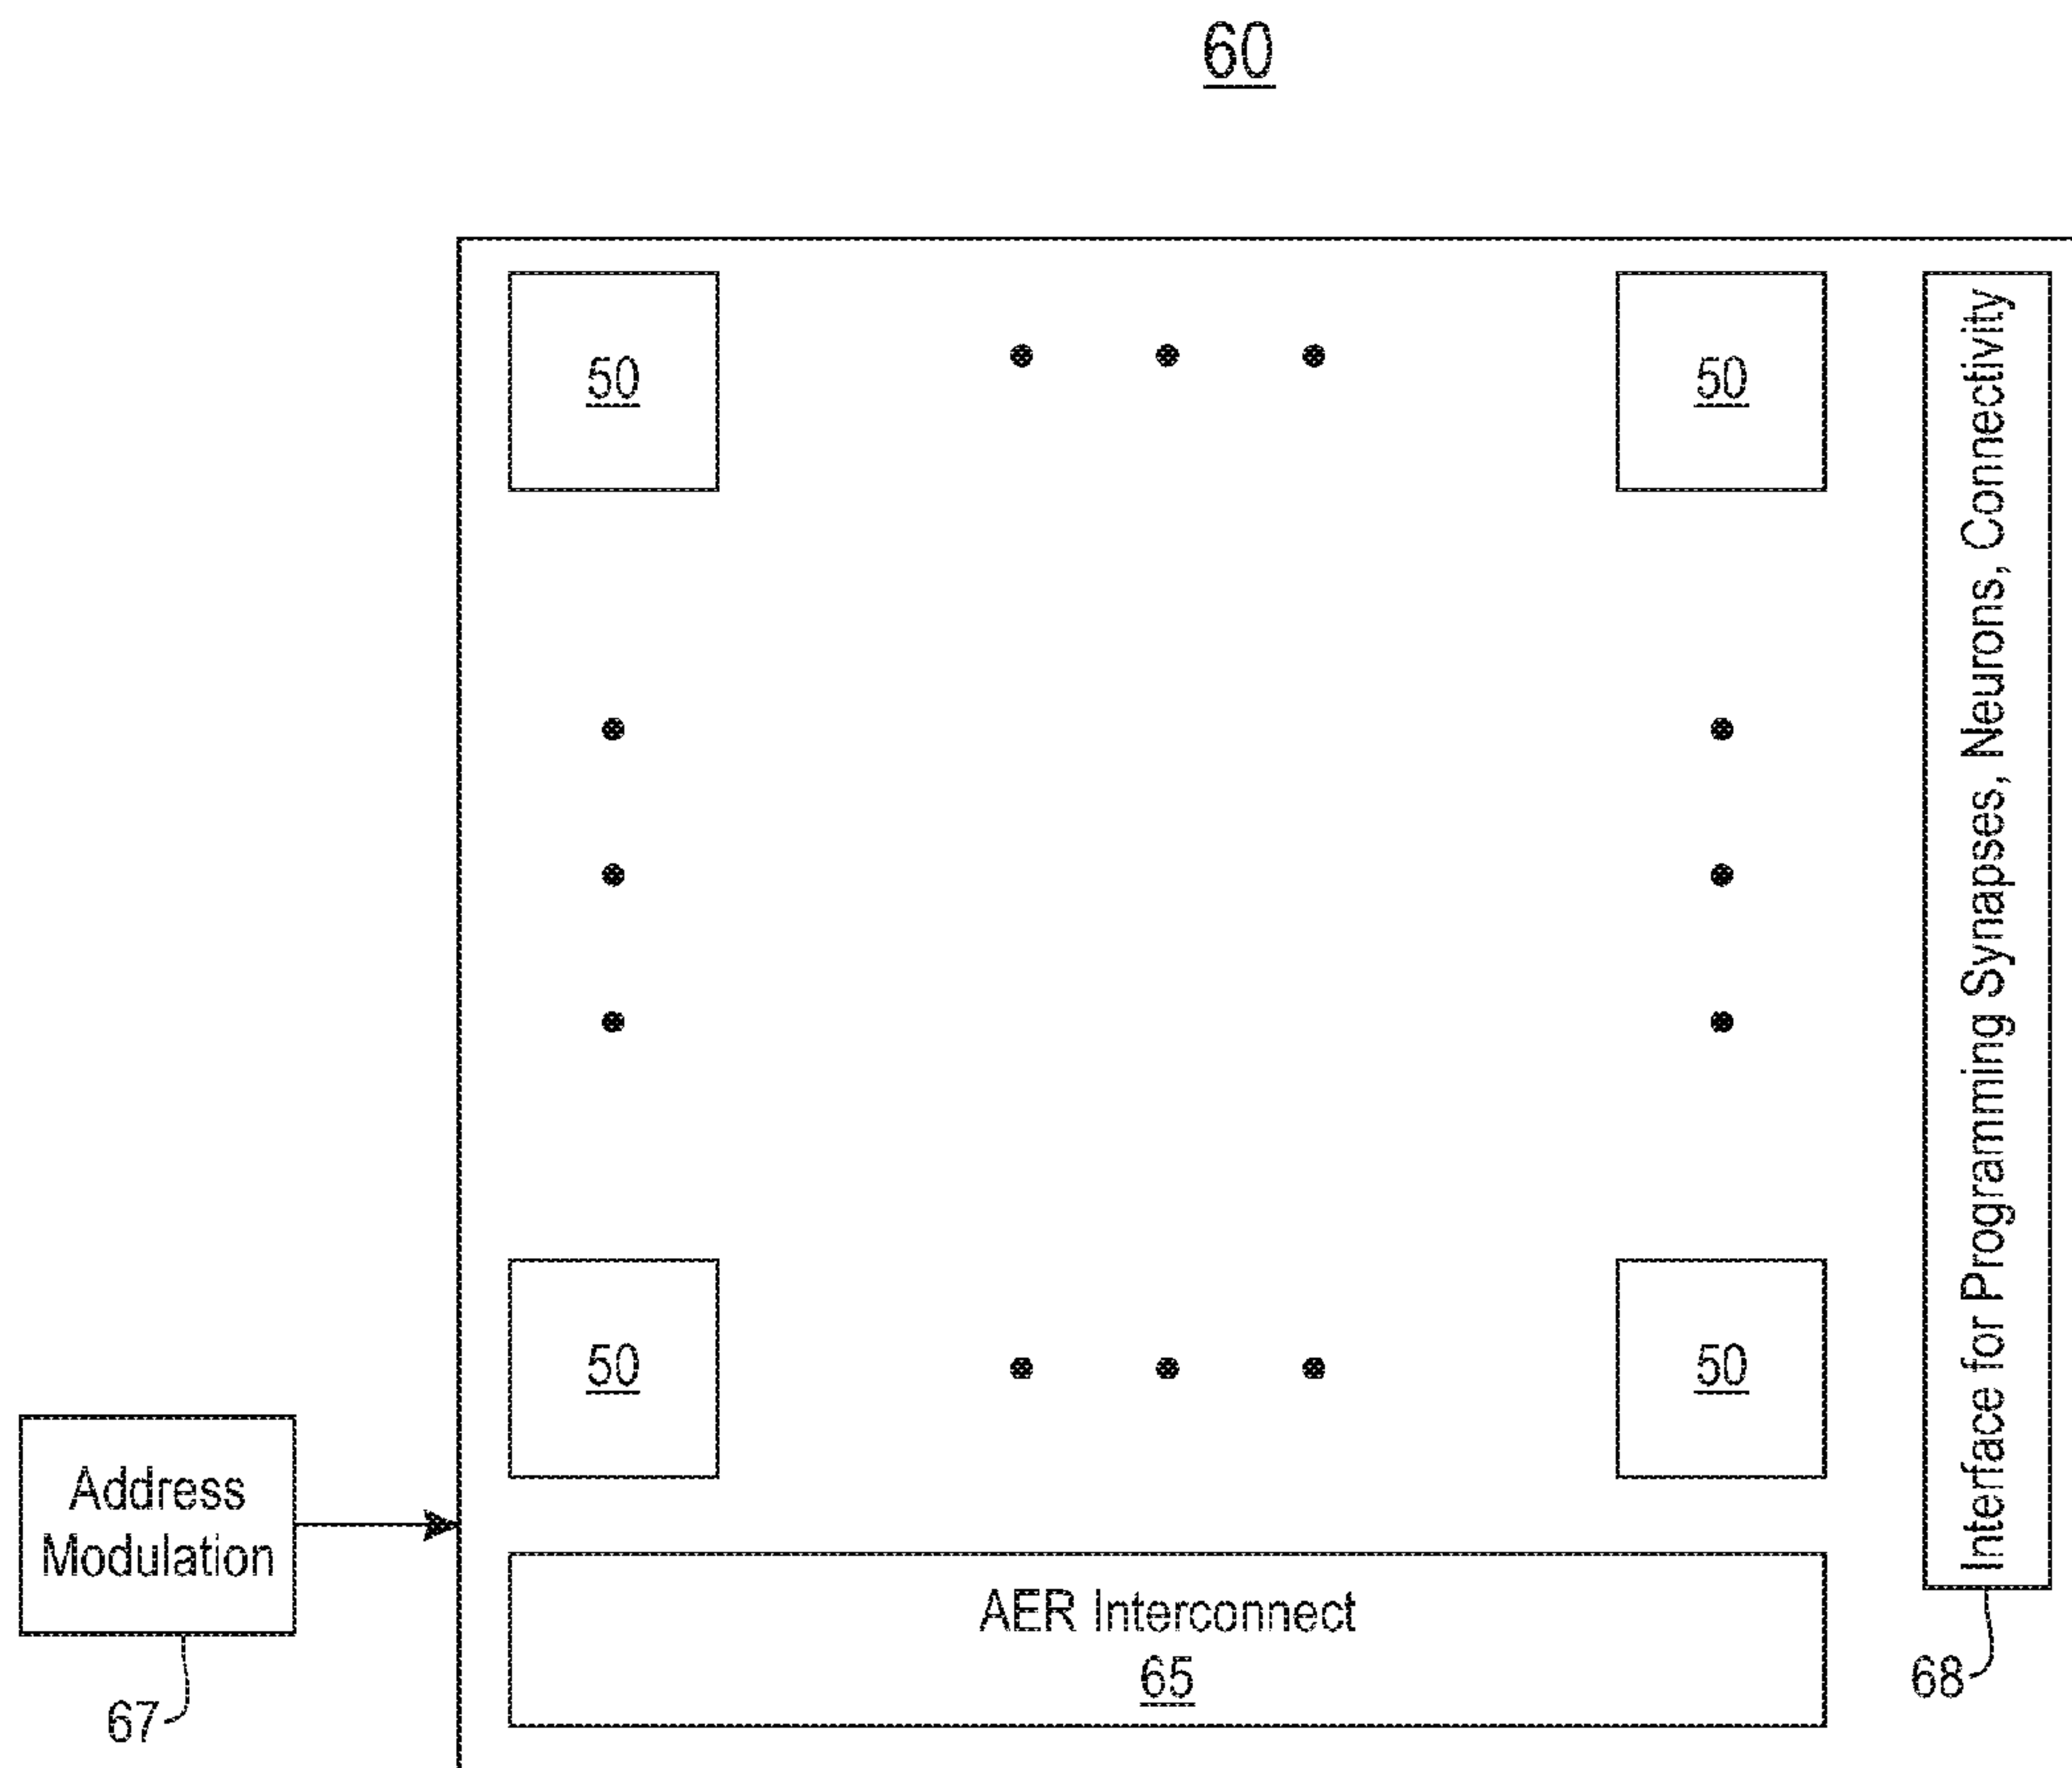 60
50
50
Interface for Programming Synapses, Neurons, Connectivity
50
50
Address
Modulation
AER Interconnect
65
67
68